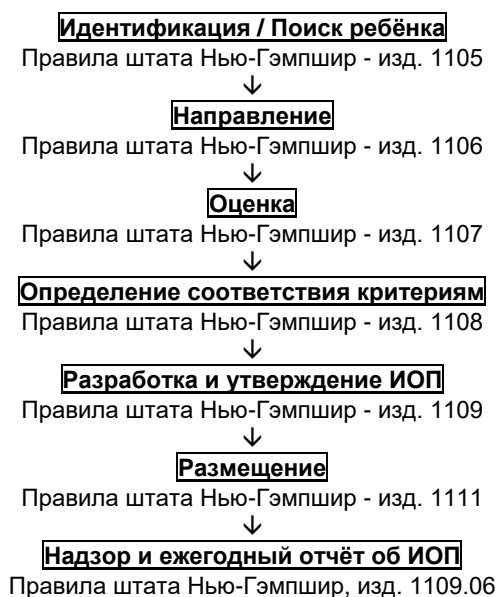 Идентификация / Поиск ребёнка
Правила штата Нью-Гэмпшир - изд. 1105
↓
Направление
Правила штата Нью-Гэмпшир - изд. 1106
↓
Оценка
Правила штата Нью-Гэмпшир - изд. 1107
↓
Определение соответствия критериям
Правила штата Нью-Гэмпшир - изд. 1108
↓
Разработка и утверждение ИОП
Правила штата Нью-Гэмпшир - изд. 1109
↓
Размещение
Правила штата Нью-Гэмпшир - изд. 1111
↓
Надзор и ежегодный отчёт об ИОП
Правила штата Нью-Гэмпшир, изд. 1109.06